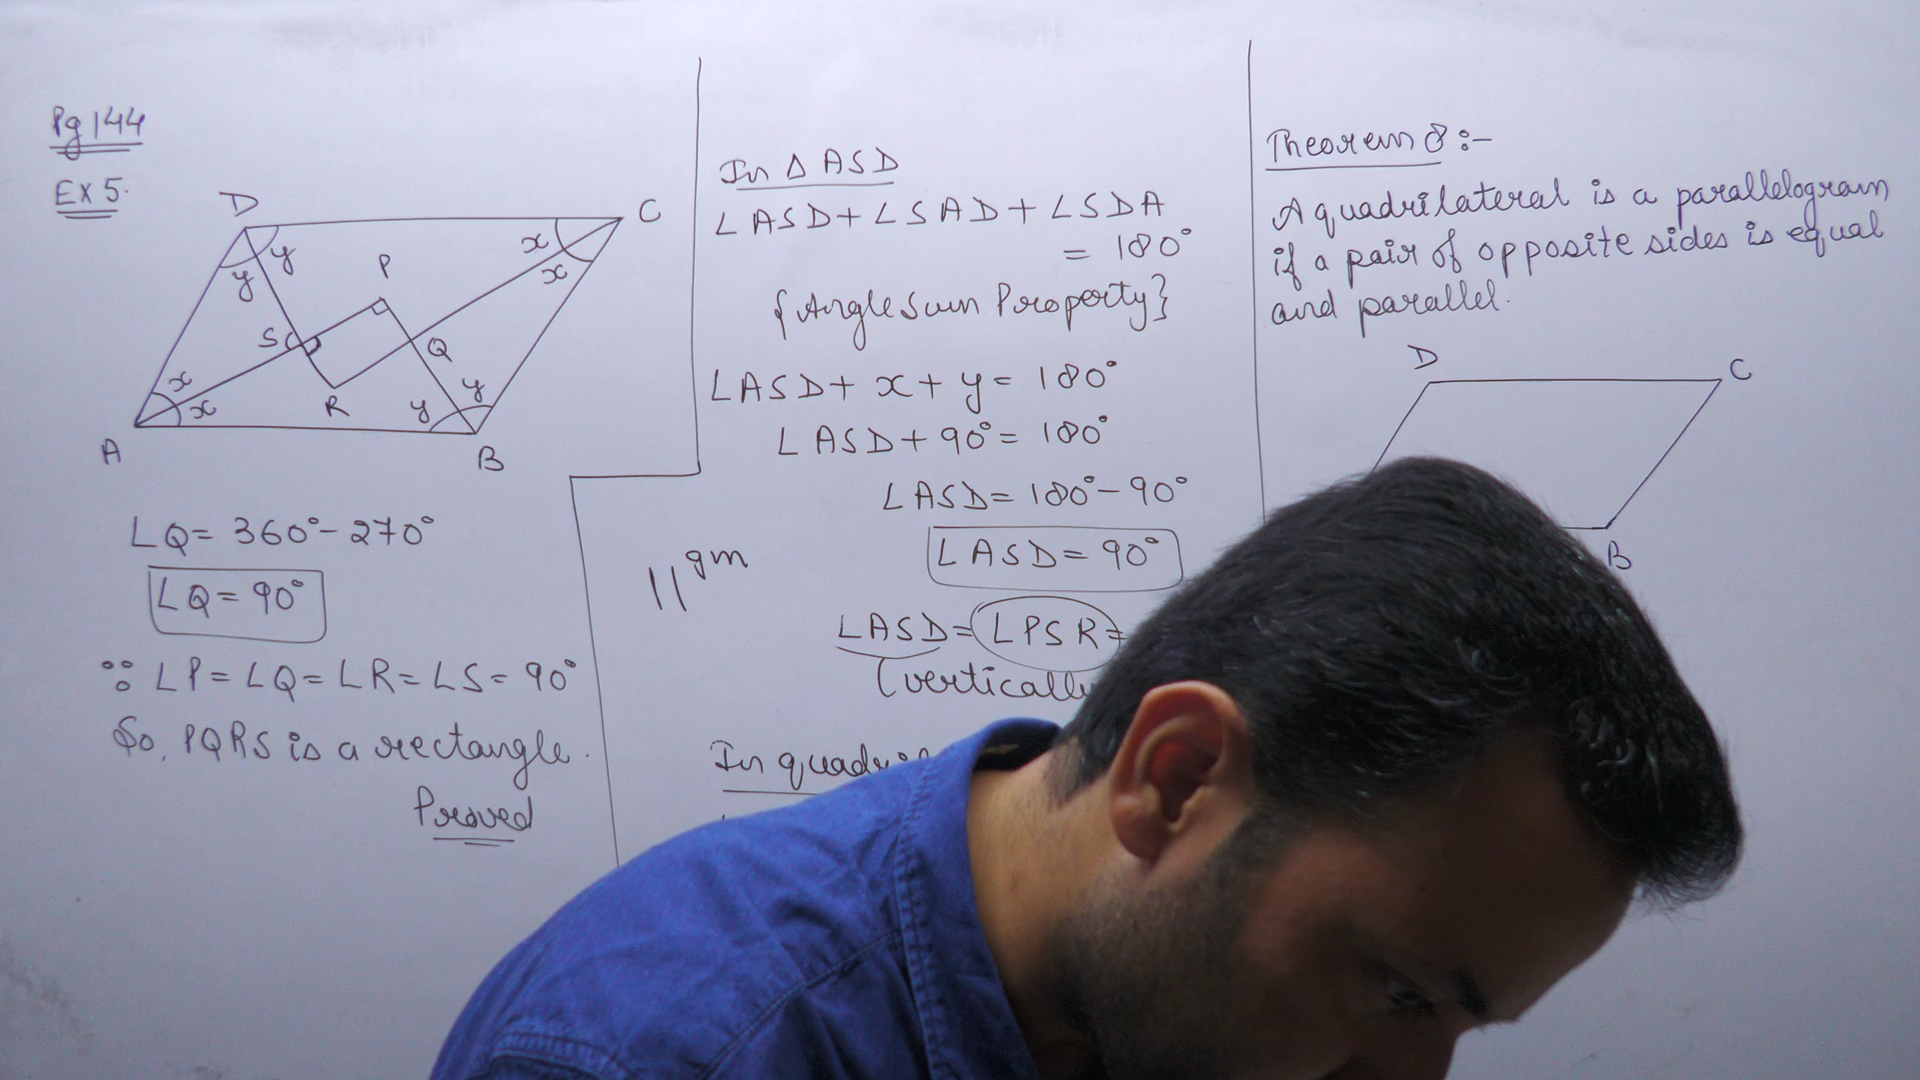 Pg 144
Ex 5.
D
C
y
y
x
x
P
S
Q
x
x
R
y
y
A
B
∠Q = 360° - 270°
∠Q = 90°
∵ ∠P = ∠Q = ∠R = ∠S = 90°
So, PQRS is a rectangle.
Proved
In Δ ASD
∠ASD + ∠SAD + ∠SDA
= 180°
{Angle Sum Property}
∠ASD + x + y = 180°
∠ASD + 90° = 180°
∠ASD = 180° - 90°
∠ASD = 90°
||gm
∠ASD = ∠PSR =
(vertically
In
Theorem 8 :-
A quadrilateral is a parallelogram
if a pair of opposite sides is equal
and parallel.
D
C
B